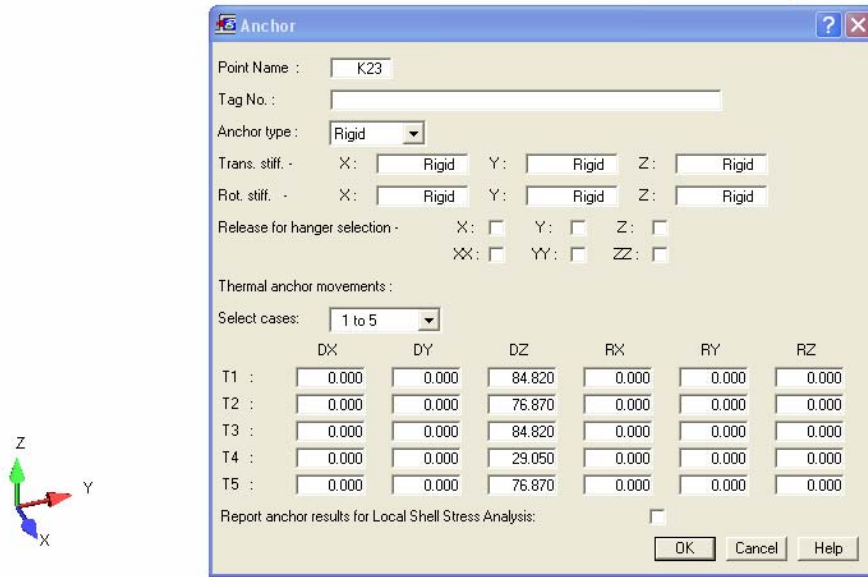 Anchor
Point Name : K23
Tag No. :
Anchor type : Rigid
Trans. stiff. - X : Rigid Y : Rigid Z : Rigid
Rot. stiff. - X : Rigid Y : Rigid Z : Rigid
Release for hanger selection - X : Y : Z :
XX : YY : ZZ :
Thermal anchor movements :
Select cases: 1 to 5
DX DY DZ RX RY RZ
T1 : 0.000 0.000 84.820 0.000 0.000 0.000
T2 : 0.000 0.000 76.870 0.000 0.000 0.000
T3 : 0.000 0.000 84.820 0.000 0.000 0.000
T4 : 0.000 0.000 29.050 0.000 0.000 0.000
T5 : 0.000 0.000 76.870 0.000 0.000 0.000
Report anchor results for Local Shell Stress Analysis:
OK Cancel Help
Z
Y
X